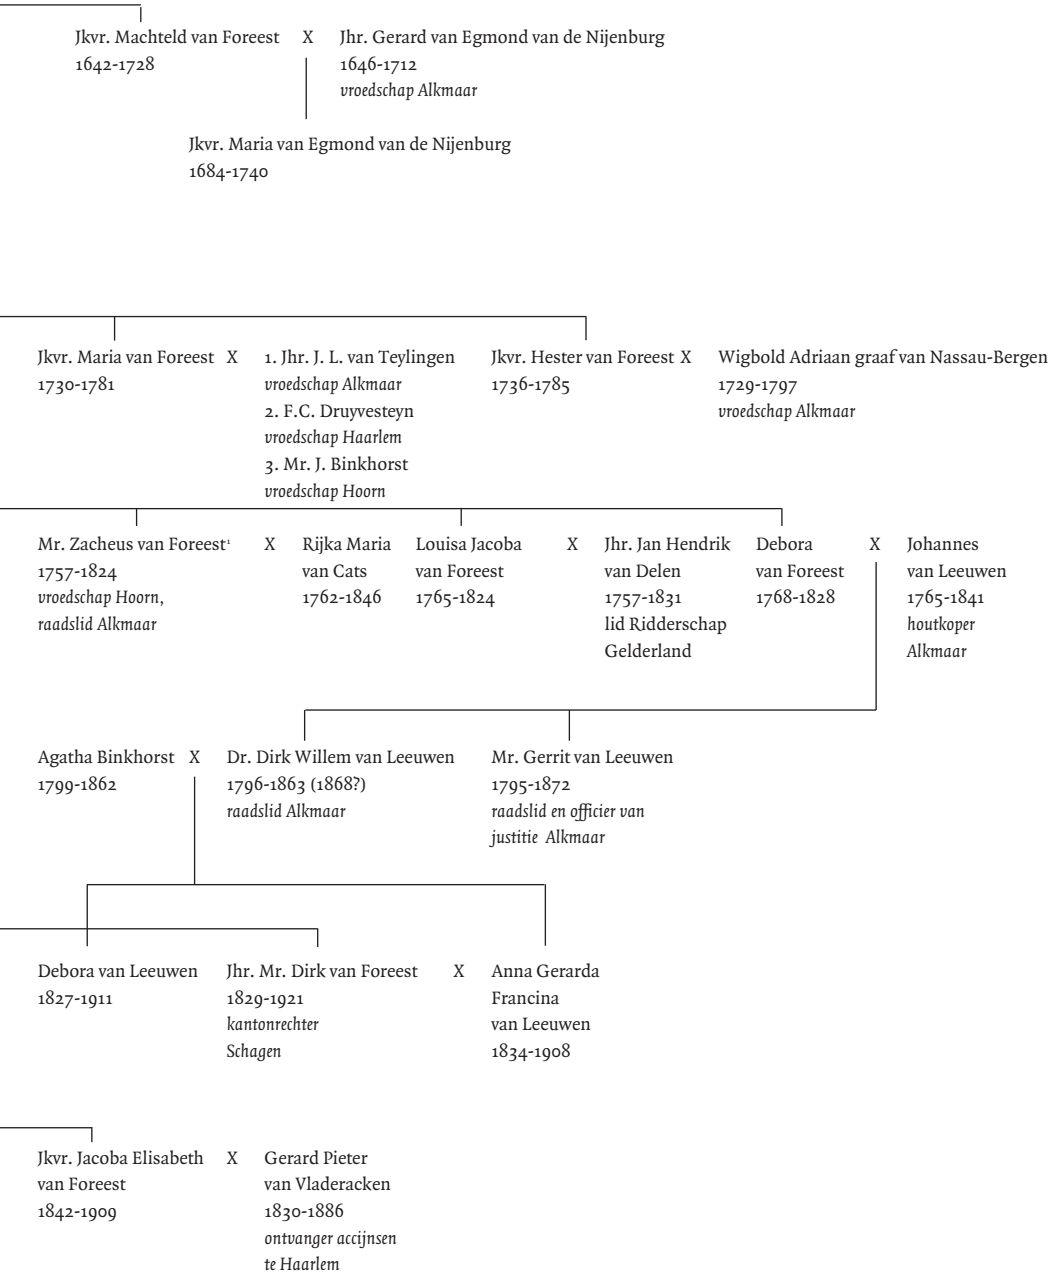 Jkvr. Machteld van Foreest X Jhr. Gerard van Egmond van de Nijenburg
1642-1728 1646-1712
vroedschap Alkmaar
Jkvr. Maria van Egmond van de Nijenburg
1684-1740
Jkvr. Maria van Foreest X 1. Jhr. J. L. van Teylingen Jkvr. Hester van Foreest X Wigbold Adriaan graaf van Nassau-Bergen
1730-1781 vroedschap Alkmaar 1736-1785 1729-1797
2. F.C. Druyvesteyn vroedschap Alkmaar
vroedschap Haarlem
3. Mr. J. Binkhorst
vroedschap Hoorn
Mr. Zacheus van Foreest¹ X Rijka Maria Louisa Jacoba X Jhr. Jan Hendrik Debora X Johannes
1757-1824 van Cats van Foreest van Delen van Foreest van Leeuwen
vroedschap Hoorn, 1762-1846 1765-1824 1757-1831 1768-1828 1765-1841
raadslid Alkmaar lid Ridderschap houtkoper
Gelderland Alkmaar
Agatha Binkhorst X Dr. Dirk Willem van Leeuwen Mr. Gerrit van Leeuwen
1799-1862 1796-1863 (1868?) 1795-1872
raadslid Alkmaar raadslid en officier van
justitie Alkmaar
Debora van Leeuwen Jhr. Mr. Dirk van Foreest X Anna Gerarda
1827-1911 1829-1921 Francina
kantonrechter van Leeuwen
Schagen 1834-1908
Jkvr. Jacoba Elisabeth X Gerard Pieter
van Foreest van Vladeracken
1842-1909 1830-1886
ontvanger accijnsen
te Haarlem